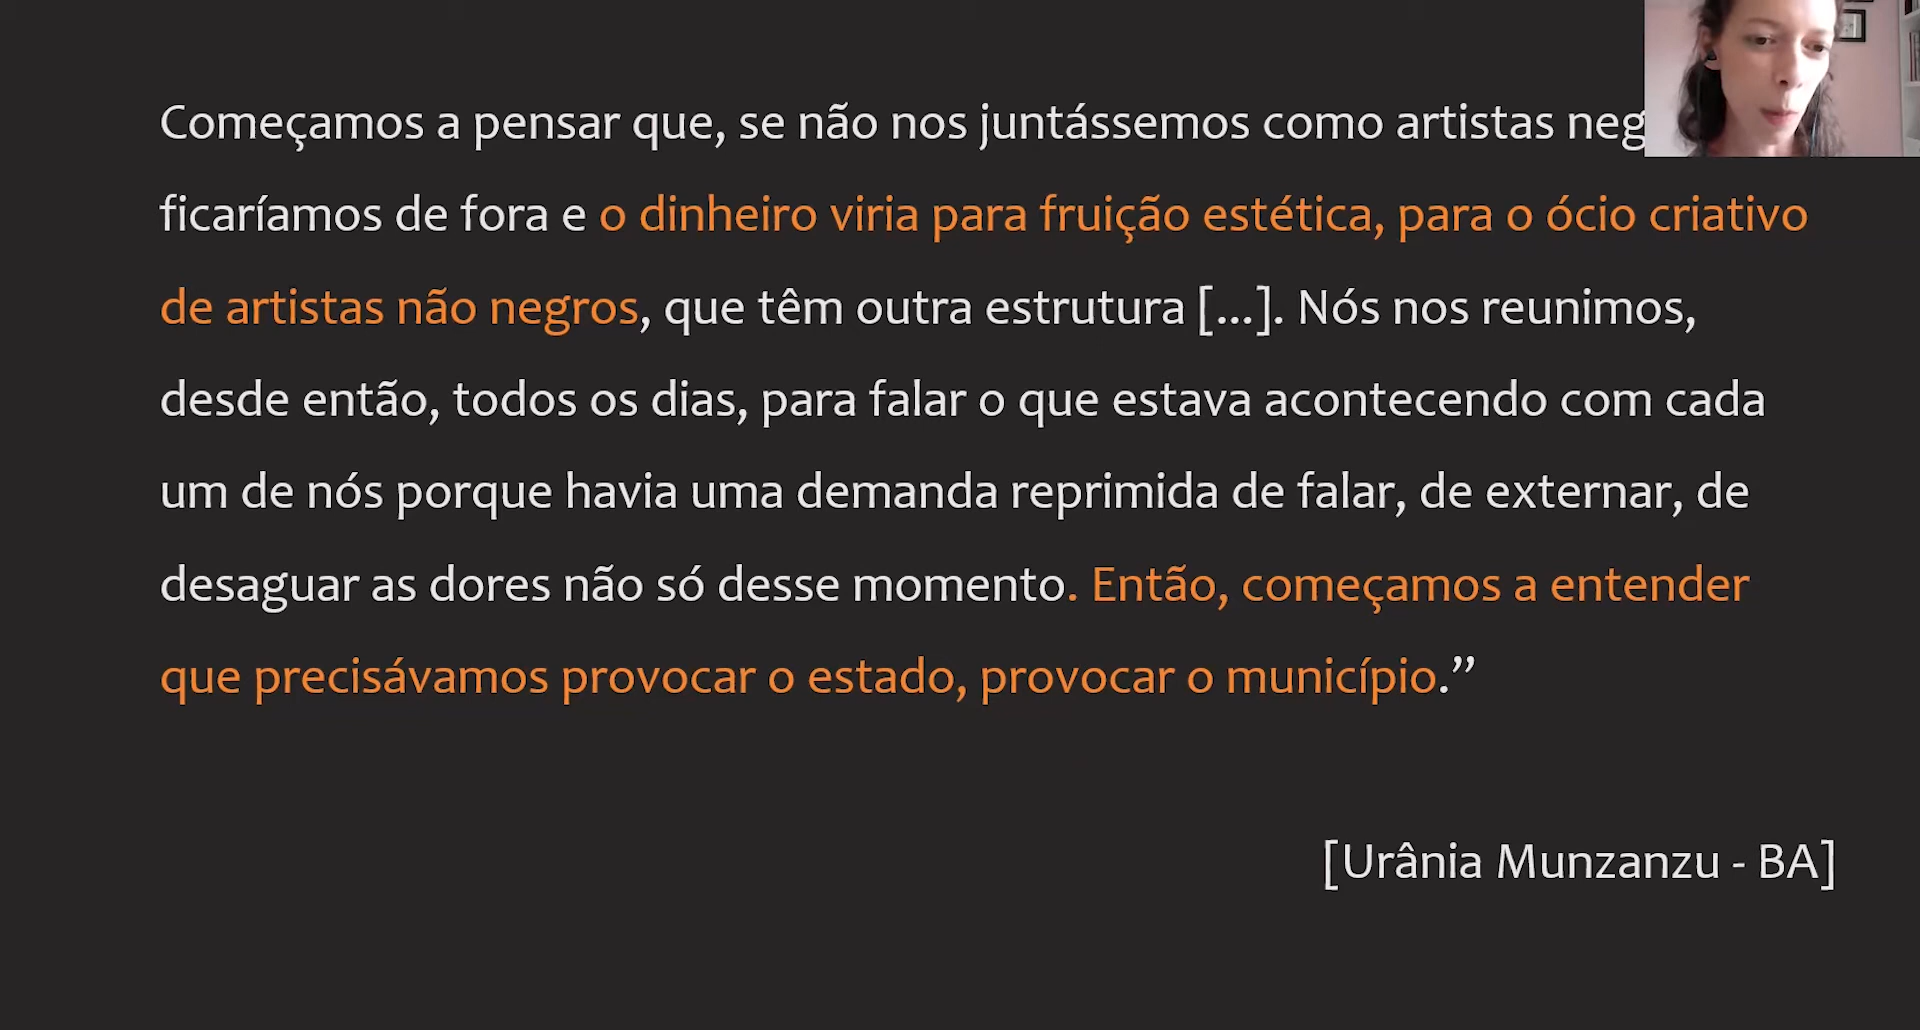 Começamos a pensar que, se não nos juntássemos como artistas neg
ficaríamos de fora e o dinheiro viria para fruição estética, para o ócio criativo
de artistas não negros, que têm outra estrutura [...]. Nós nos reunimos,
desde então, todos os dias, para falar o que estava acontecendo com cada
um de nós porque havia uma demanda reprimida de falar, de externar, de
desaguar as dores não só desse momento. Então, começamos a entender
que precisávamos provocar o estado, provocar o município.”
[Urânia Munzanzu - BA]